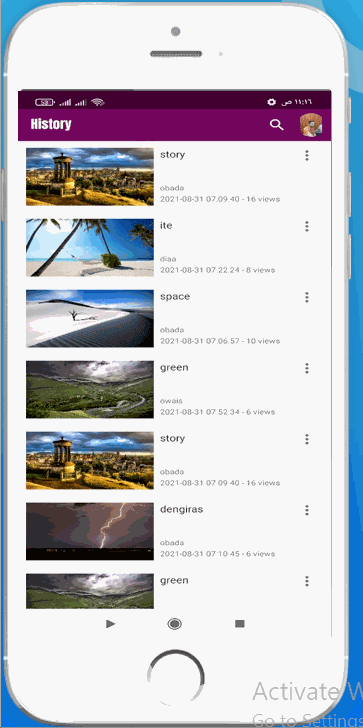 59
١١:١٦ ص
History
story
obada
2021-08-31 07.09.40 - 16 views
ite
diaa
2021-08-31 07.22.24 - 8 views
space
obada
2021-08-31 07.06.57 - 10 views
green
owais
2021-08-31 07.52.34 - 6 views
story
obada
2021-08-31 07.09.40 - 16 views
dengiras
obada
2021-08-31 07.10.45 - 6 views
green
Activate W
Go to Settings